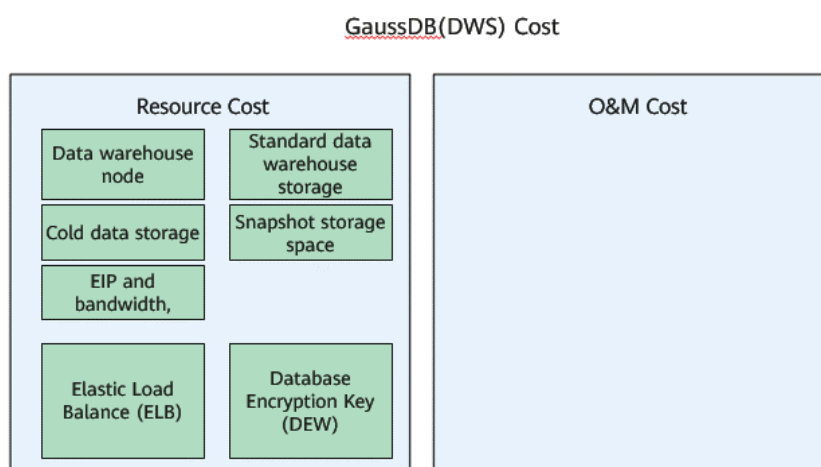 GaussDB(DWS) Cost
Resource Cost
Data warehouse
node
Standard data
warehouse
storage
Cold data storage
Snapshot storage
space
EIP and
bandwidth,
Elastic Load
Balance (ELB)
Database
Encryption Key
(DEW)
O&M Cost